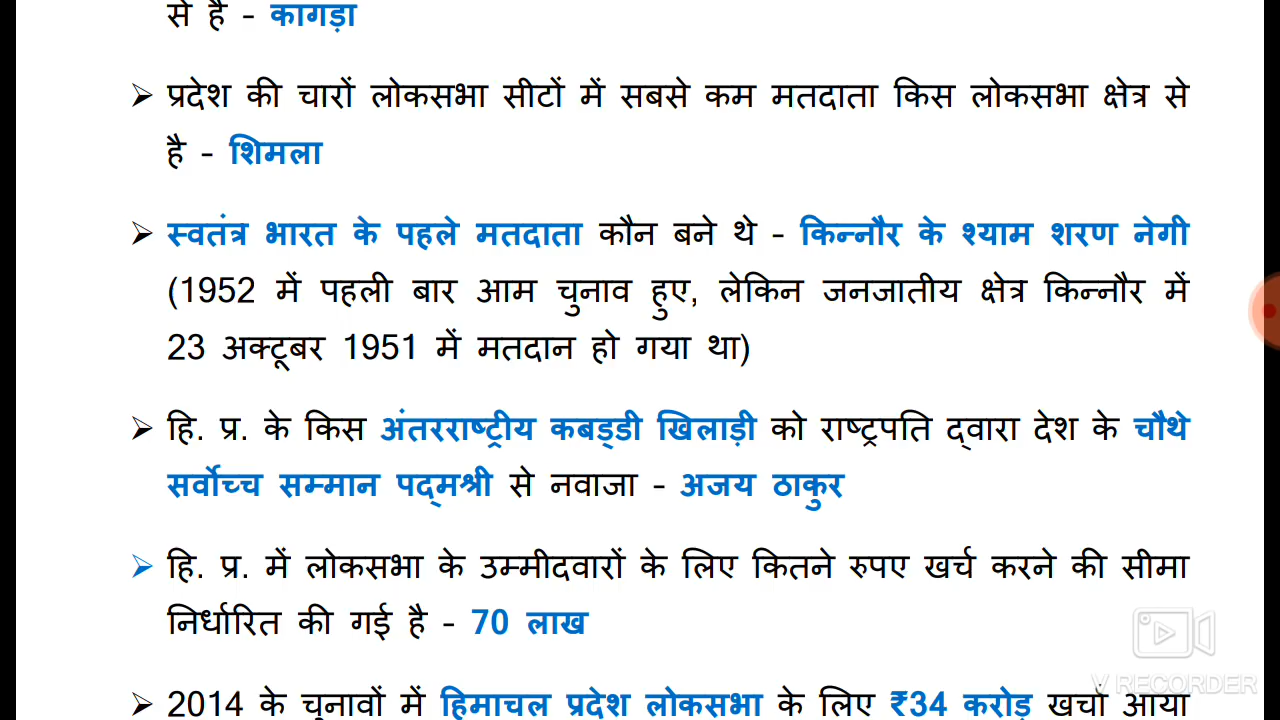 से है - कागड़ा
➢ प्रदेश की चारों लोकसभा सीटों में सबसे कम मतदाता किस लोकसभा क्षेत्र से
है - शिमला
➢ स्वतंत्र भारत के पहले मतदाता कौन बने थे - किन्नौर के श्याम शरण नेगी
(1952 में पहली बार आम चुनाव हुए, लेकिन जनजातीय क्षेत्र किन्नौर में
23 अक्टूबर 1951 में मतदान हो गया था)
➢ हि. प्र. के किस अंतरराष्ट्रीय कबड्डी खिलाड़ी को राष्ट्रपति द्वारा देश के चौथे
सर्वोच्च सम्मान पद्मश्री से नवाजा - अजय ठाकुर
➢ हि. प्र. में लोकसभा के उम्मीदवारों के लिए कितने रुपए खर्च करने की सीमा
निर्धारित की गई है - 70 लाख
➢ 2014 के चुनावों में हिमाचल प्रदेश लोकसभा के लिए ₹34 करोड़ खर्चा आया
V RECORDER